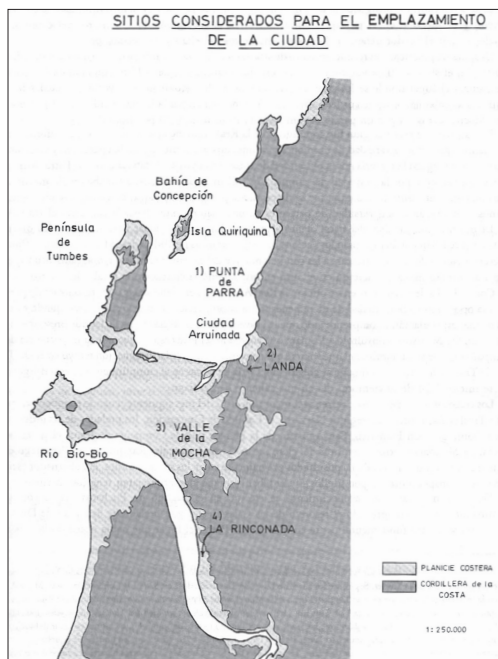 SITIOS CONSIDERADOS PARA EL EMPLAZAMIENTO
DE LA CIUDAD
Bahía de
Concepción
Península
de
Tumbes
Isla Quiriquina
1) PUNTA
de
PARRA
Ciudad
Arruinada
2)
LANDA
3) VALLE
de la
MOCHA
Río Bio-Bio
4)
LA RINCONADA
PLANICIE COSTERA
CORDILLERA de la
COSTA
1: 250.000